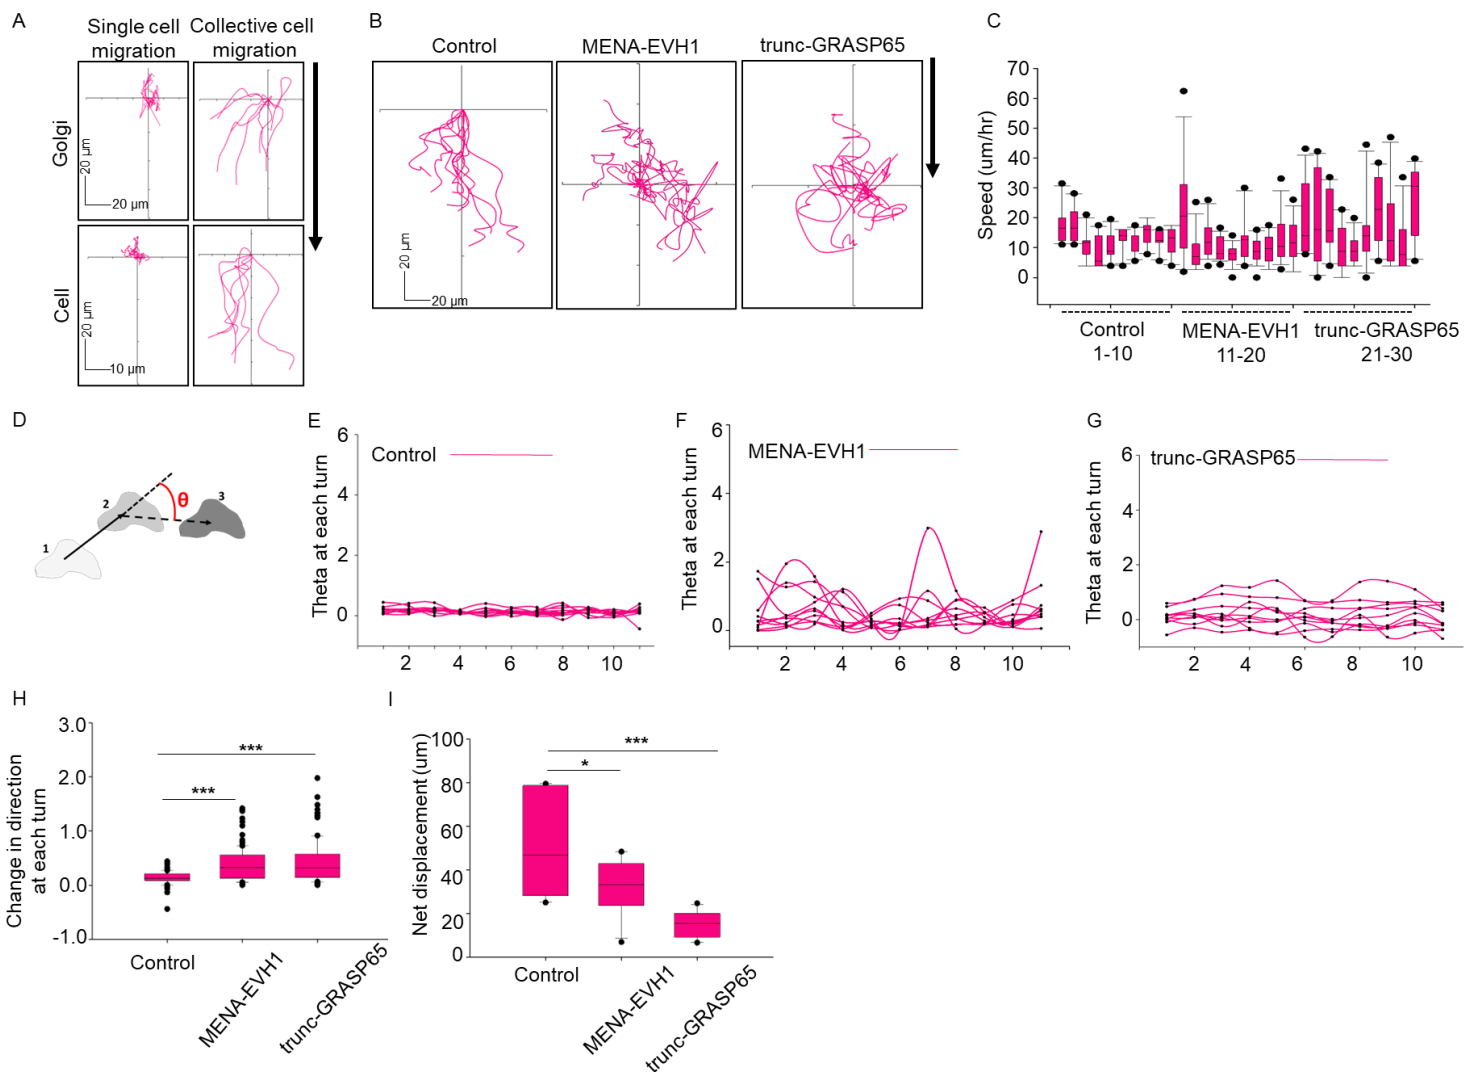 A
Single cell migration
Collective cell migration
Golgi
20 µm
20 µm
Cell
20 µm
10 µm
B
Control
MENA-EVH1
trunc-GRASP65
20 µm
20 µm
C
Speed (um/hr)
70
60
50
40
30
20
10
0
Control
1-10
MENA-EVH1
11-20
trunc-GRASP65
21-30
D
1
2
3
θ
E
Theta at each turn
6
4
2
0
Control
2 4 6 8 10
F
Theta at each turn
6
4
2
0
MENA-EVH1
2 4 6 8 10
G
Theta at each turn
6
4
2
0
trunc-GRASP65
2 4 6 8 10
H
Change in direction
at each turn
3.0
2.0
1.0
0.0
-1.0
***
***
Control
MENA-EVH1
trunc-GRASP65
I
Net displacement (um)
100
80
60
40
20
0
***
*
Control
MENA-EVH1
trunc-GRASP65